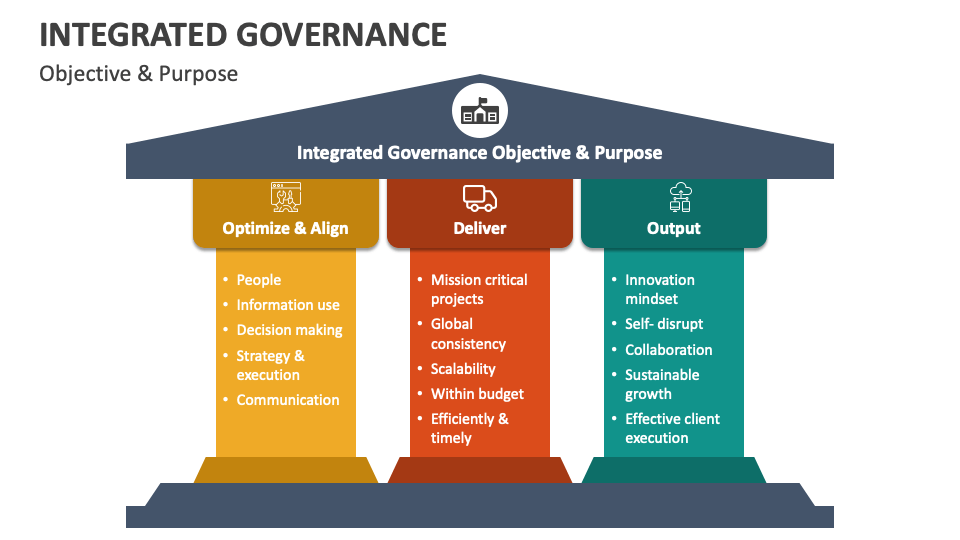 INTEGRATED GOVERNANCE
Objective & Purpose
Integrated Governance Objective & Purpose
Optimize & Align
• People
• Information use
• Decision making
• Strategy &
execution
• Communication
Deliver
• Mission critical
projects
• Global
consistency
• Scalability
• Within budget
• Efficiently &
timely
Output
• Innovation
mindset
• Self- disrupt
• Collaboration
• Sustainable
growth
• Effective client
execution